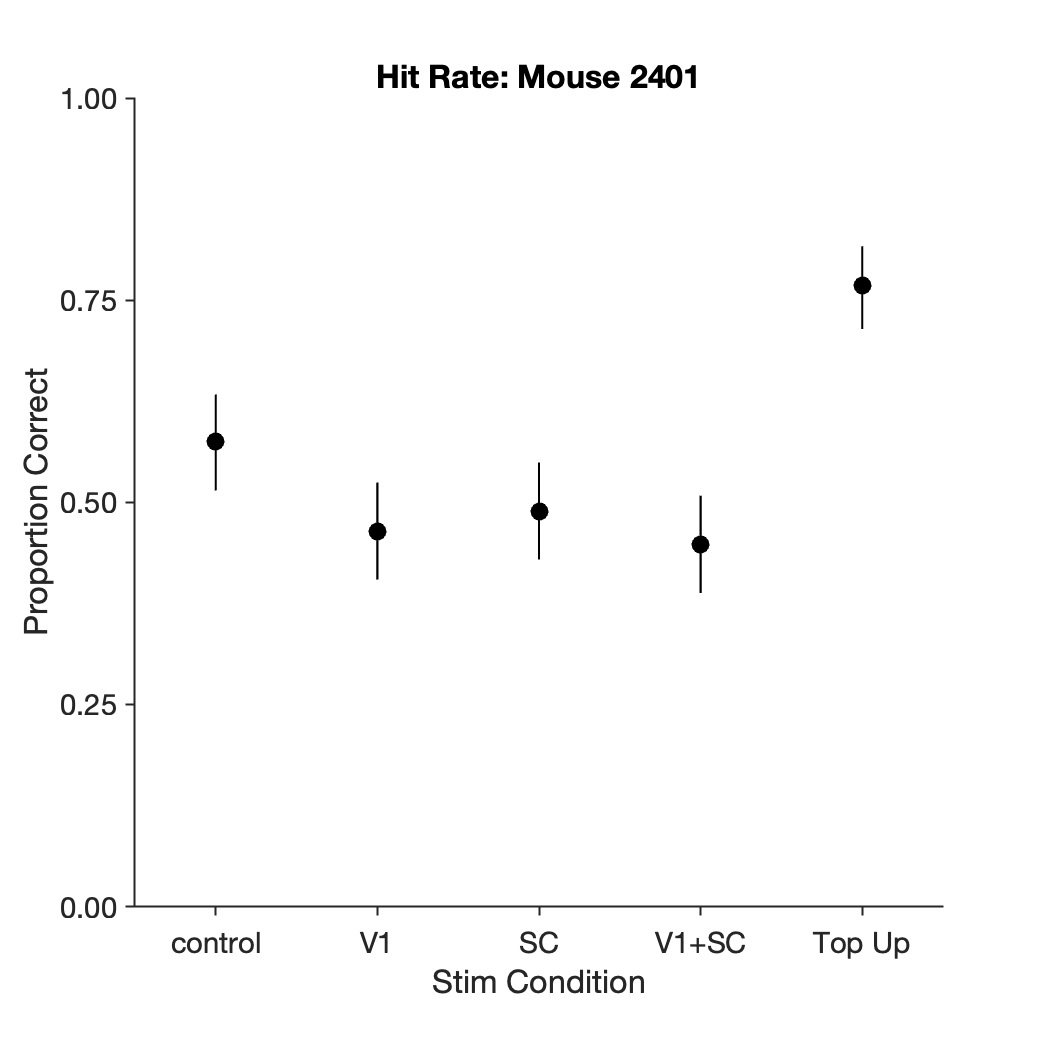 Hit Rate: Mouse 2401
1.00
0.75
0.50
0.25
0.00
Proportion Correct
control V1 SC V1+SC Top Up
Stim Condition